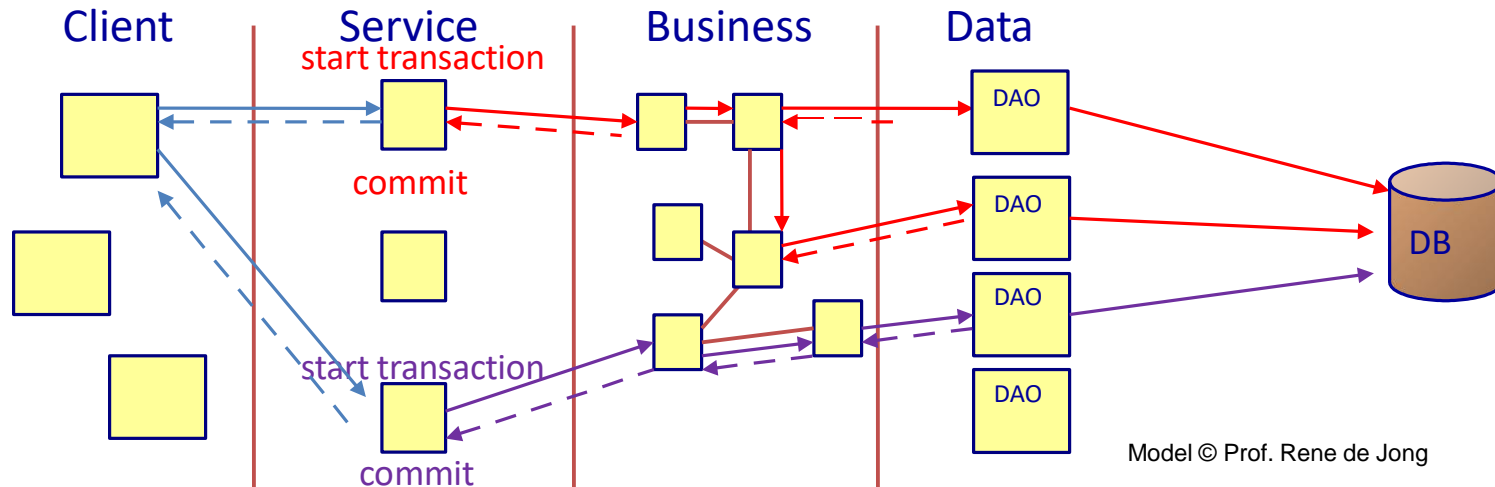 Client
Service
Business
Data
start transaction
DAO
commit
DAO
DB
DAO
start transaction
DAO
commit
Model © Prof. Rene de Jong